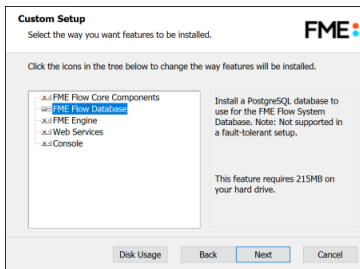 Custom Setup
Select the way you want features to be installed.
FME
Click the icons in the tree below to change the way features will be installed.
FME Flow Core Components
FME Flow Database
FME Engine
Web Services
Console
Install a PostgreSQL database to
use for the FME Flow System
Database. Note: Not supported in
a fault-tolerant setup.
This feature requires 215MB on
your hard drive.
Disk Usage
Back
Next
Cancel